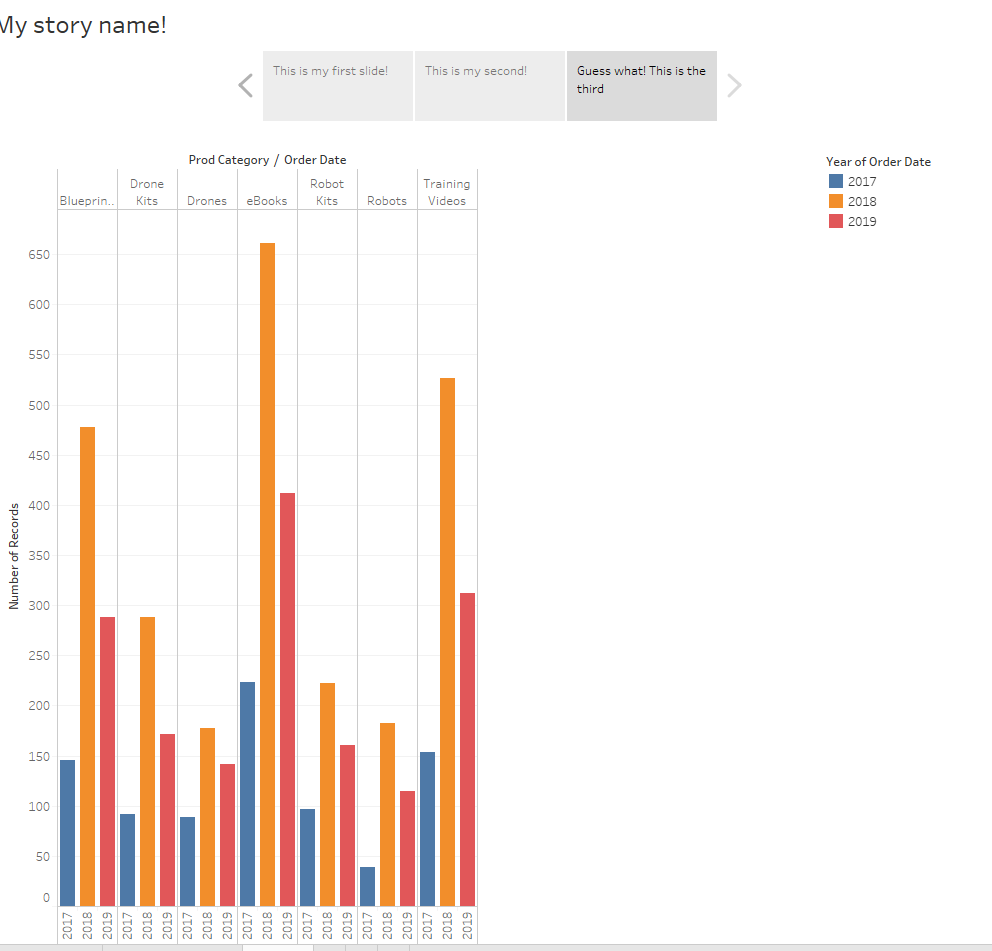 My story name!
This is my first slide!
This is my second!
Guess what! This is the
third
Prod Category / Order Date
Year of Order Date
2017
2018
2019
Blueprin..
Drone
Kits
Drones
eBooks
Robot
Kits
Robots
Training
Videos
650
600
550
500
450
400
350
300
250
200
150
100
50
0
Number of Records
2017
2018
2019
2017
2018
2019
2017
2018
2019
2017
2018
2019
2017
2018
2019
2017
2018
2019
2017
2018
2019